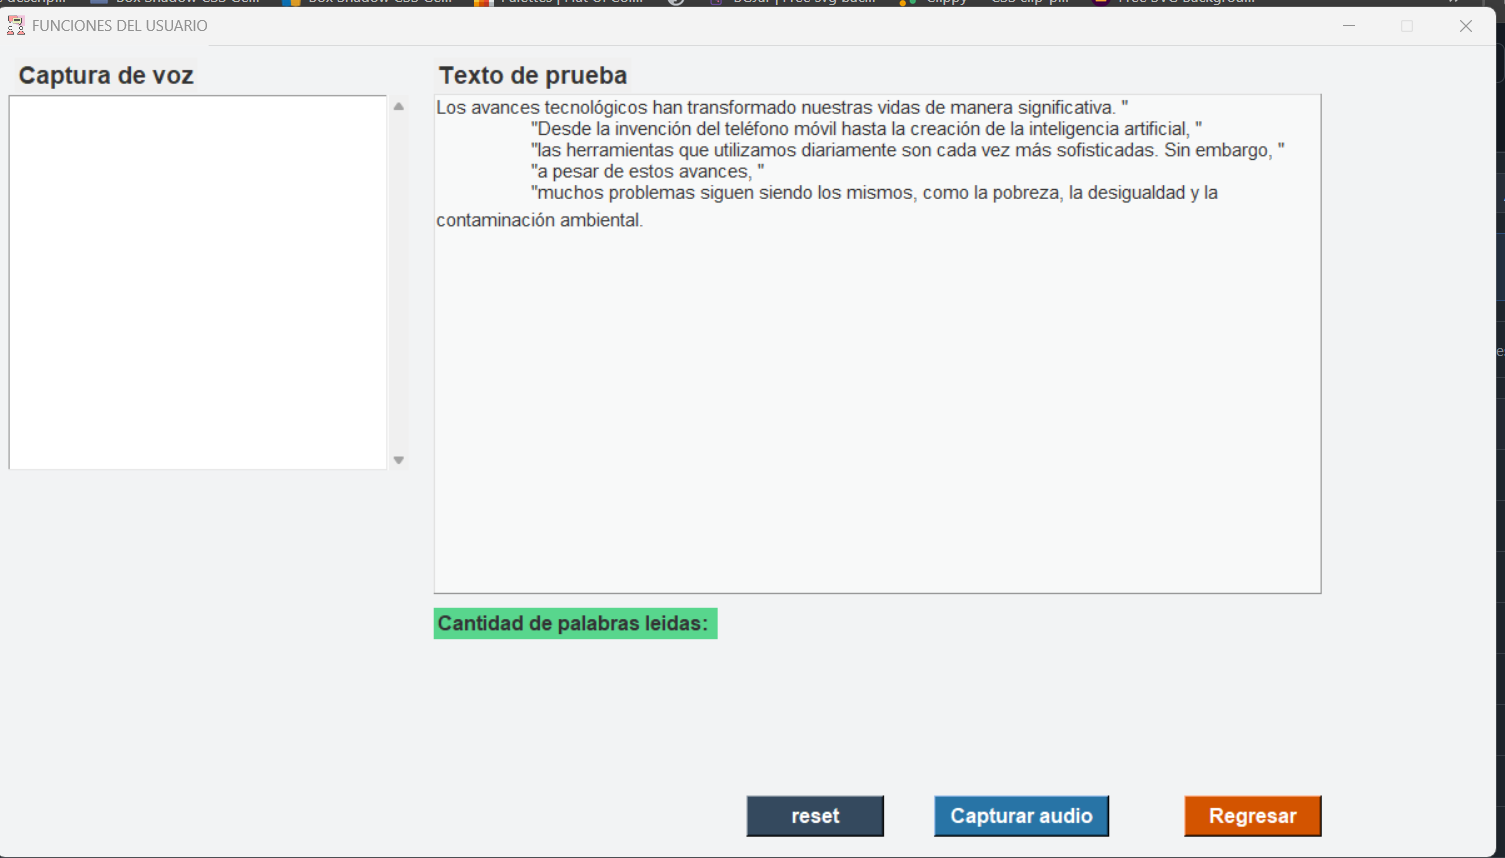 FUNCIONES DEL USUARIO
Captura de voz
Texto de prueba
Los avances tecnológicos han transformado nuestras vidas de manera significativa. "
"Desde la invención del teléfono móvil hasta la creación de la inteligencia artificial, "
"las herramientas que utilizamos diariamente son cada vez más sofisticadas. Sin embargo, "
"a pesar de estos avances, "
"muchos problemas siguen siendo los mismos, como la pobreza, la desigualdad y la
contaminación ambiental.
Cantidad de palabras leidas:
reset
Capturar audio
Regresar